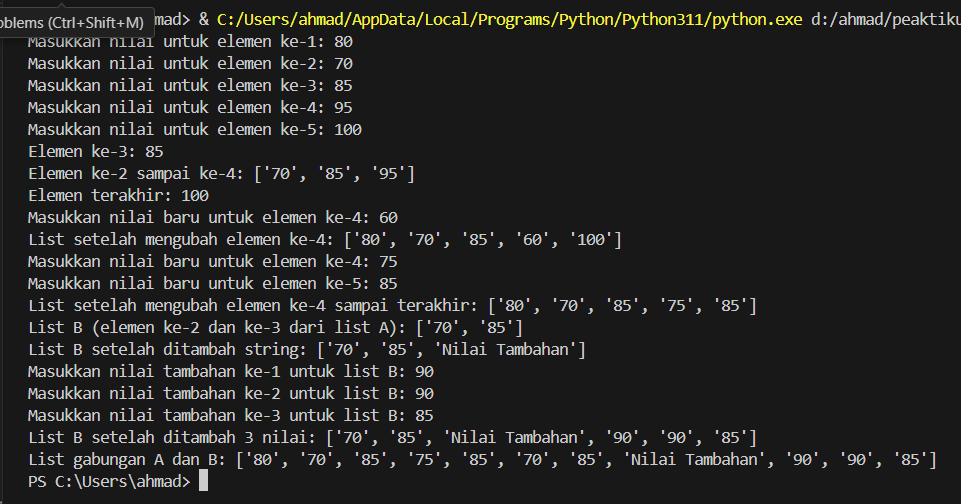 oblems (Ctrl+Shift+M) mad> & C:/Users/ahmad/AppData/Local/Programs/Python/Python311/python.exe d:/ahmad/peaktiku
Masukkan nilai untuk elemen ke-1: 80
Masukkan nilai untuk elemen ke-2: 70
Masukkan nilai untuk elemen ke-3: 85
Masukkan nilai untuk elemen ke-4: 95
Masukkan nilai untuk elemen ke-5: 100
Elemen ke-3: 85
Elemen ke-2 sampai ke-4: ['70', '85', '95']
Elemen terakhir: 100
Masukkan nilai baru untuk elemen ke-4: 60
List setelah mengubah elemen ke-4: ['80', '70', '85', '60', '100']
Masukkan nilai baru untuk elemen ke-4: 75
Masukkan nilai baru untuk elemen ke-5: 85
List setelah mengubah elemen ke-4 sampai terakhir: ['80', '70', '85', '75', '85']
List B (elemen ke-2 dan ke-3 dari list A): ['70', '85']
List B setelah ditambah string: ['70', '85', 'Nilai Tambahan']
Masukkan nilai tambahan ke-1 untuk list B: 90
Masukkan nilai tambahan ke-2 untuk list B: 90
Masukkan nilai tambahan ke-3 untuk list B: 85
List B setelah ditambah 3 nilai: ['70', '85', 'Nilai Tambahan', '90', '90', '85']
List gabungan A dan B: ['80', '70', '85', '75', '85', '70', '85', 'Nilai Tambahan', '90', '90', '85']
PS C:\Users\ahmad>